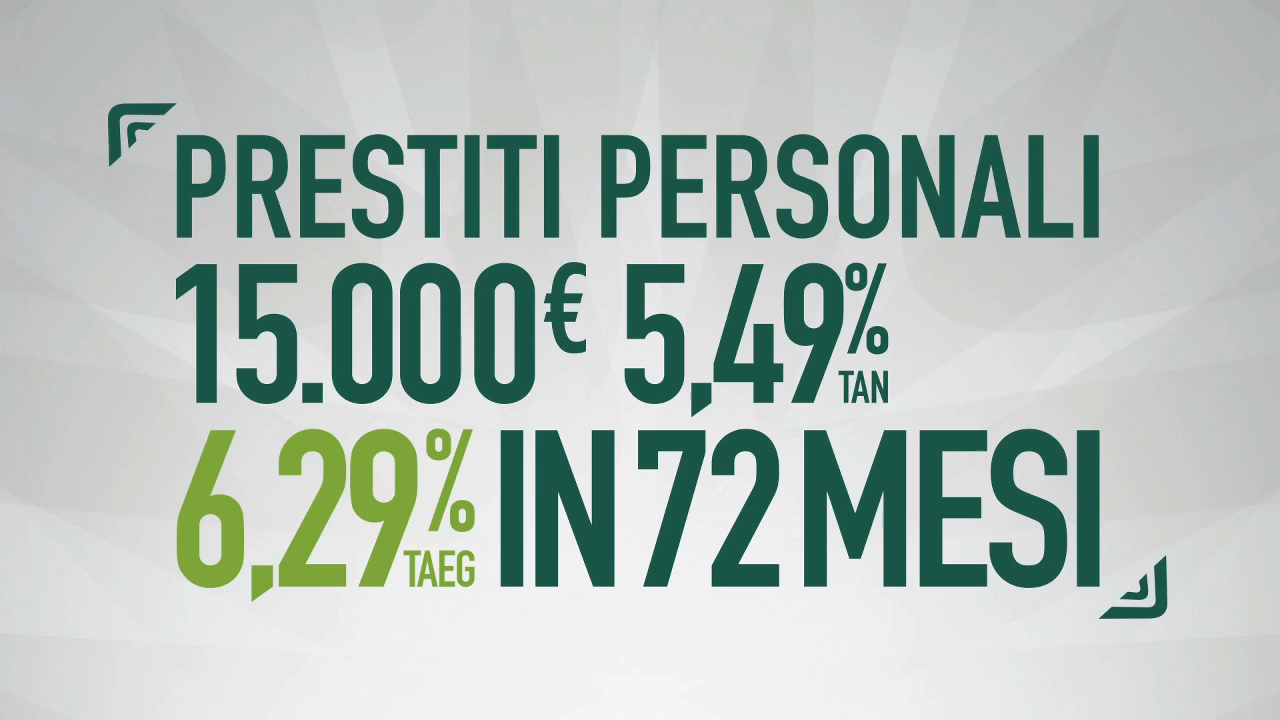 PRESTITI PERSONALI
15.000€ 5,49% TAN
6,29% TAEG IN 72 MESI